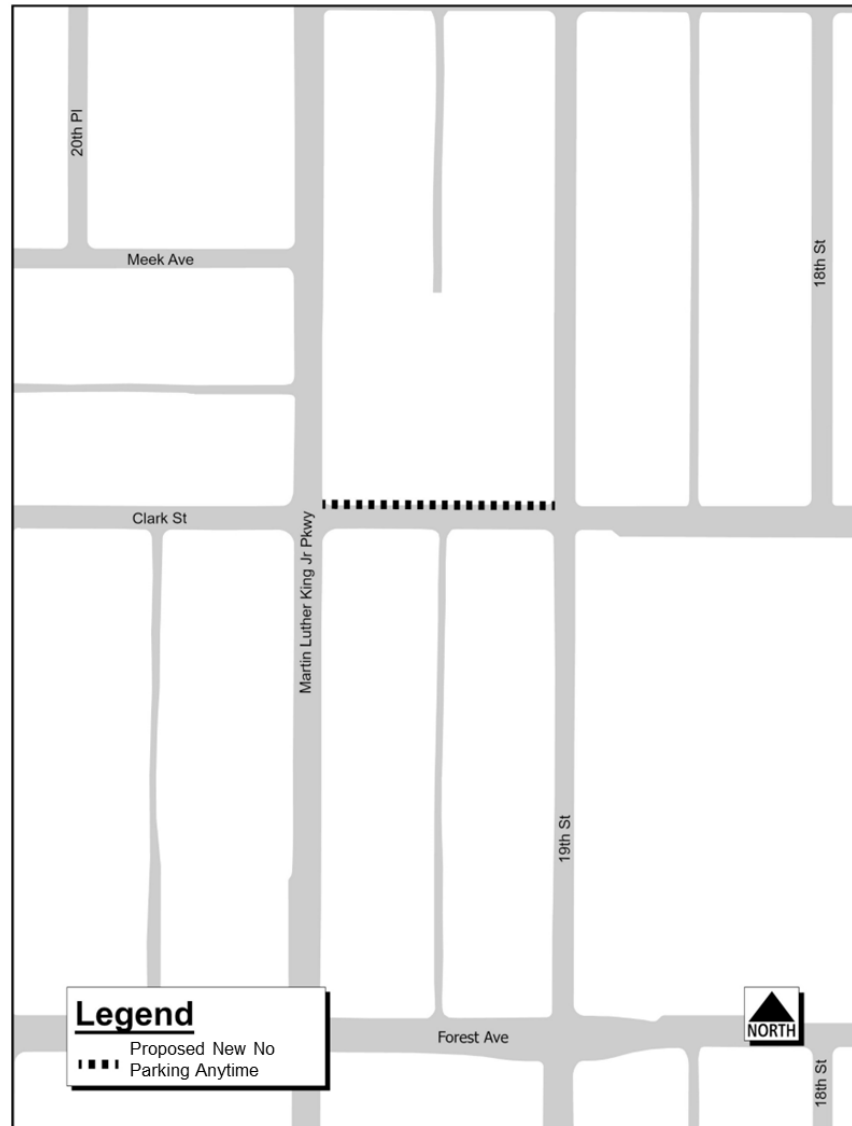 20th Pl
Meek Ave
18th St
Clark St
Martin Luther King Jr Pkwy
19th St
Legend
Proposed New No
Parking Anytime
Forest Ave
NORTH
18th St